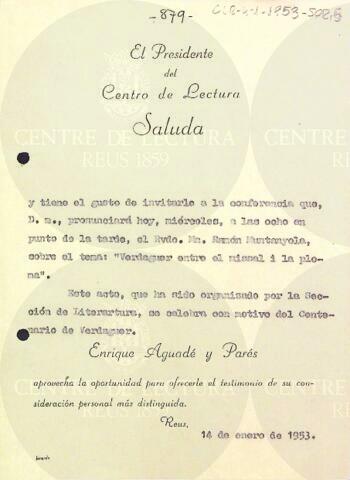 -879-
El Presidente
del
Centro de Lectura
Saluda
CENTRE DE LECTURA
REUS 1859
y tiene el gusto de invitarle a la conferencia que,
D. m., pronunciará hoy, miércoles, a las ocho en
punto de la tarde, el Rvdo. Mn. Ramón Muntanyola,
sobre el tema: "Verdaguer entre el missal i la plo-
ma".
Este acto, que ha sido organizado por la Sec-
ción de Literartura, se celebra con motivo del Cente-
nario de Verdaguer.
Enrique Aguadé y Parés
aprovecha la oportunidad para ofrecerle el testimonio de su con-
sideración personal más distinguida.
Reus,
14 de enero de 1953.